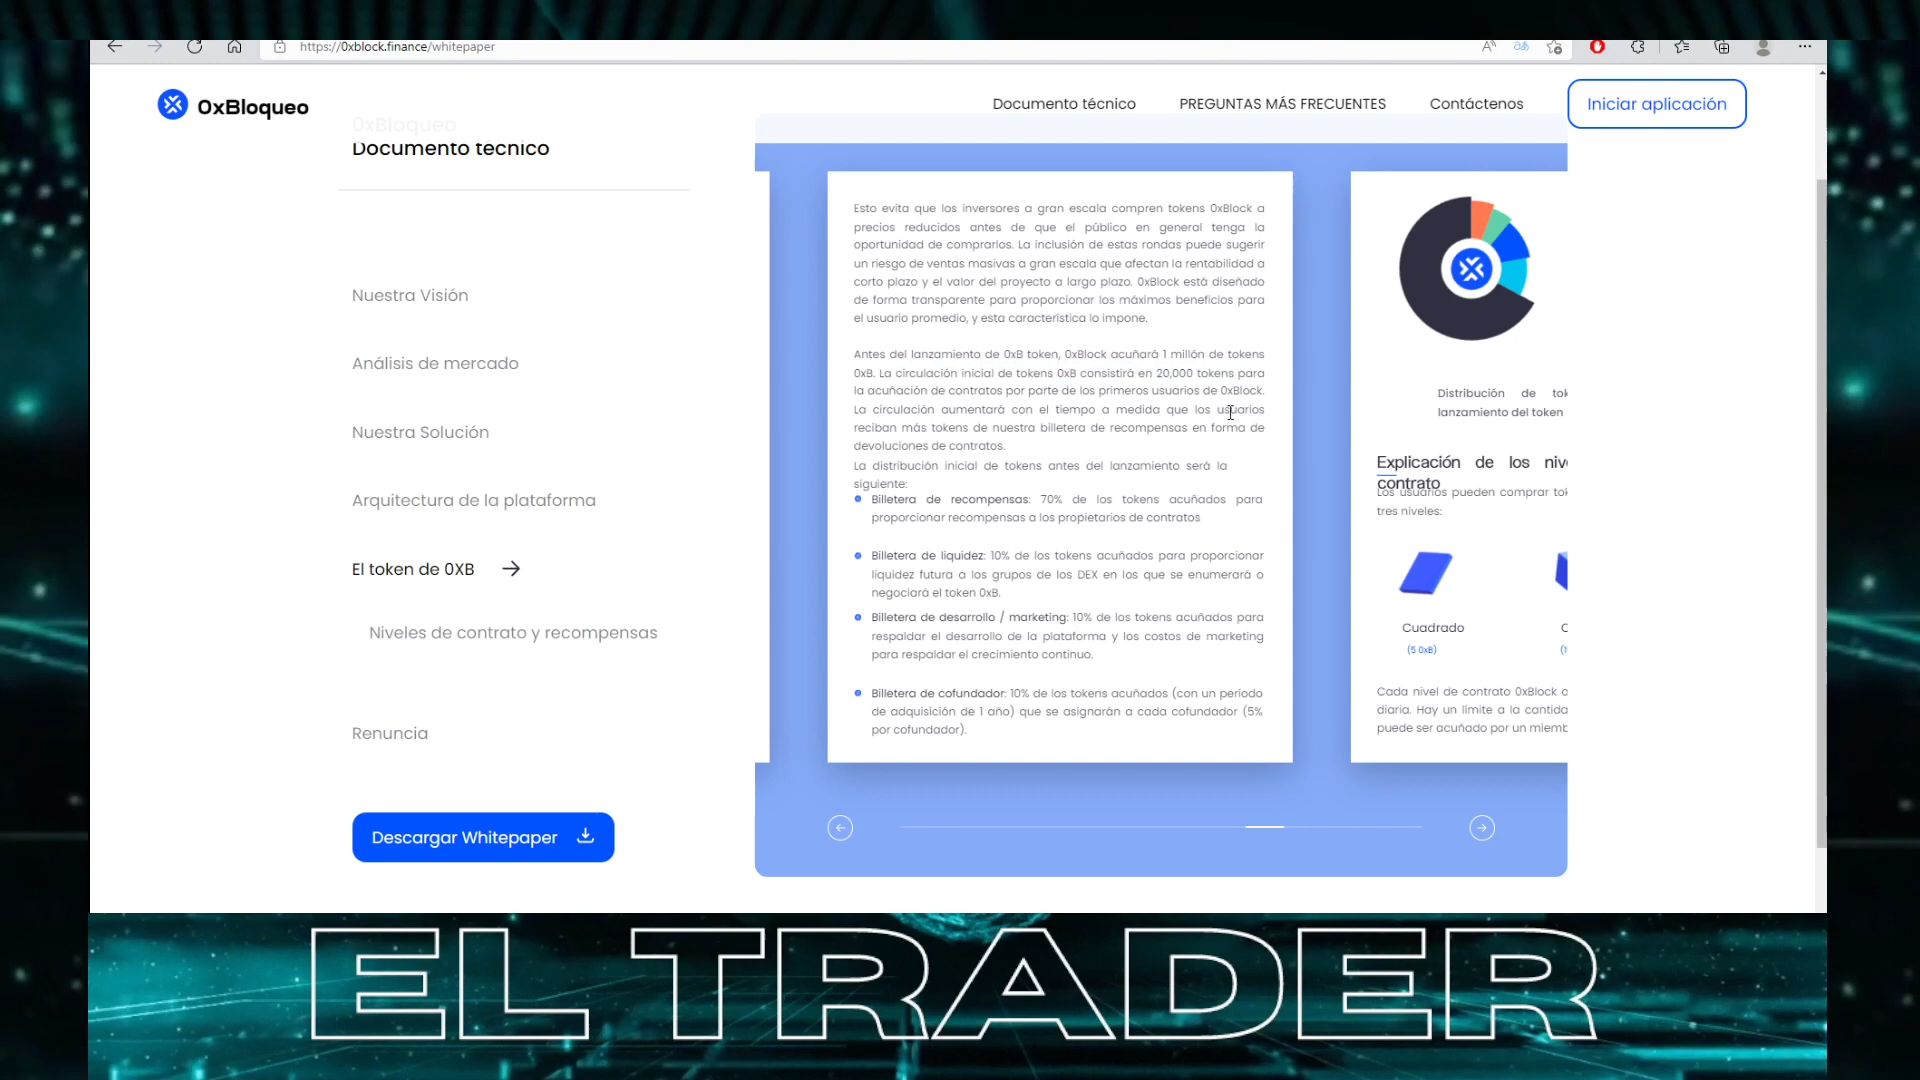 https://0xblock.finance/whitepaper
0xBloqueo
Documento técnico
PREGUNTAS MÁS FRECUENTES
Contáctenos
Iniciar aplicación
0xBloqueo
Documento técnico
Nuestra Visión
Análisis de mercado
Nuestra Solución
Arquitectura de la plataforma
El token de 0XB
Niveles de contrato y recompensas
Renuncia
Descargar Whitepaper
Esto evita que los inversores a gran escala compren tokens 0xBlock a
precios reducidos antes de que el público en general tenga la
oportunidad de comprarlos. La inclusión de estas rondas puede sugerir
un riesgo de ventas masivas a gran escala que afectan la rentabilidad a
corto plazo y el valor del proyecto a largo plazo. 0xBlock está diseñado
de forma transparente para proporcionar los máximos beneficios para
el usuario promedio, y esta característica lo impone.
Antes del lanzamiento de 0xB token, 0xBlock acuñará 1 millón de tokens
0xB. La circulación inicial de tokens 0xB consistirá en 20,000 tokens para
la acuñación de contratos por parte de los primeros usuarios de 0xBlock.
La circulación aumentará con el tiempo a medida que los usuarios
reciban más tokens de nuestra billetera de recompensas en forma de
devoluciones de contratos.
La distribución inicial de tokens antes del lanzamiento será la
siguiente:
Billetera de recompensas: 70% de los tokens acuñados para
proporcionar recompensas a los propietarios de contratos
Billetera de liquidez: 10% de los tokens acuñados para proporcionar
liquidez futura a los grupos de los DEX en los que se enumerará o
negociará el token 0xB.
Billetera de desarrollo / marketing: 10% de los tokens acuñados para
respaldar el desarrollo de la plataforma y los costos de marketing
para respaldar el crecimiento continuo.
Billetera de cofundador: 10% de los tokens acuñados (con un período
de adquisición de 1 año) que se asignarán a cada cofundador (5%
por cofundador).
Distribución de tok
lanzamiento del token
Explicación de los niv
contrato
Los usuarios pueden comprar tok
tres niveles:
Cuadrado
(5 0xB)
Cada nivel de contrato 0xBlock
diaria. Hay un límite a la cantida
puede ser acuñado por un miemb
EL TRADER